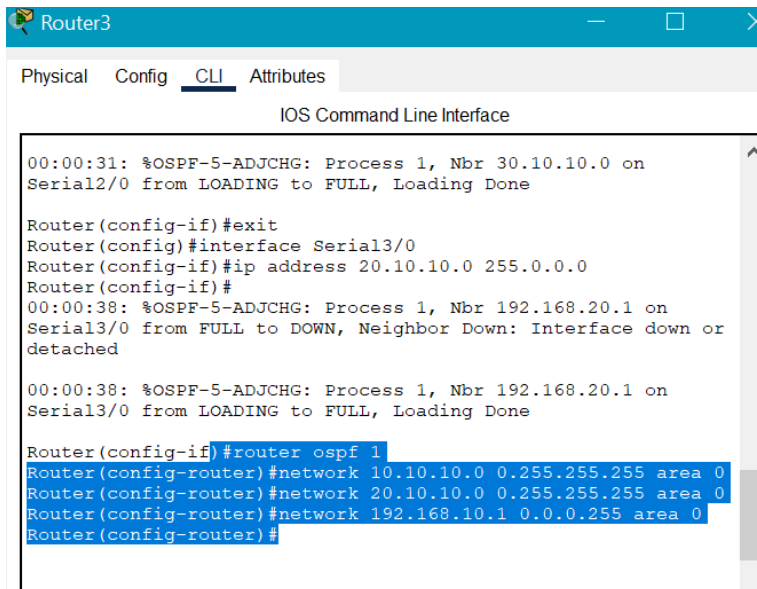 Router3
Physical Config CLI Attributes
IOS Command Line Interface
00:00:31: %OSPF-5-ADJCHG: Process 1, Nbr 30.10.10.0 on
Serial2/0 from LOADING to FULL, Loading Done
Router(config-if)#exit
Router(config)#interface Serial3/0
Router(config-if)#ip address 20.10.10.0 255.0.0.0
Router(config-if)#
00:00:38: %OSPF-5-ADJCHG: Process 1, Nbr 192.168.20.1 on
Serial3/0 from FULL to DOWN, Neighbor Down: Interface down or
detached
00:00:38: %OSPF-5-ADJCHG: Process 1, Nbr 192.168.20.1 on
Serial3/0 from LOADING to FULL, Loading Done
Router(config-if)#router ospf 1
Router(config-router)#network 10.10.10.0 0.255.255.255 area 0
Router(config-router)#network 20.10.10.0 0.255.255.255 area 0
Router(config-router)#network 192.168.10.1 0.0.0.255 area 0
Router(config-router)#